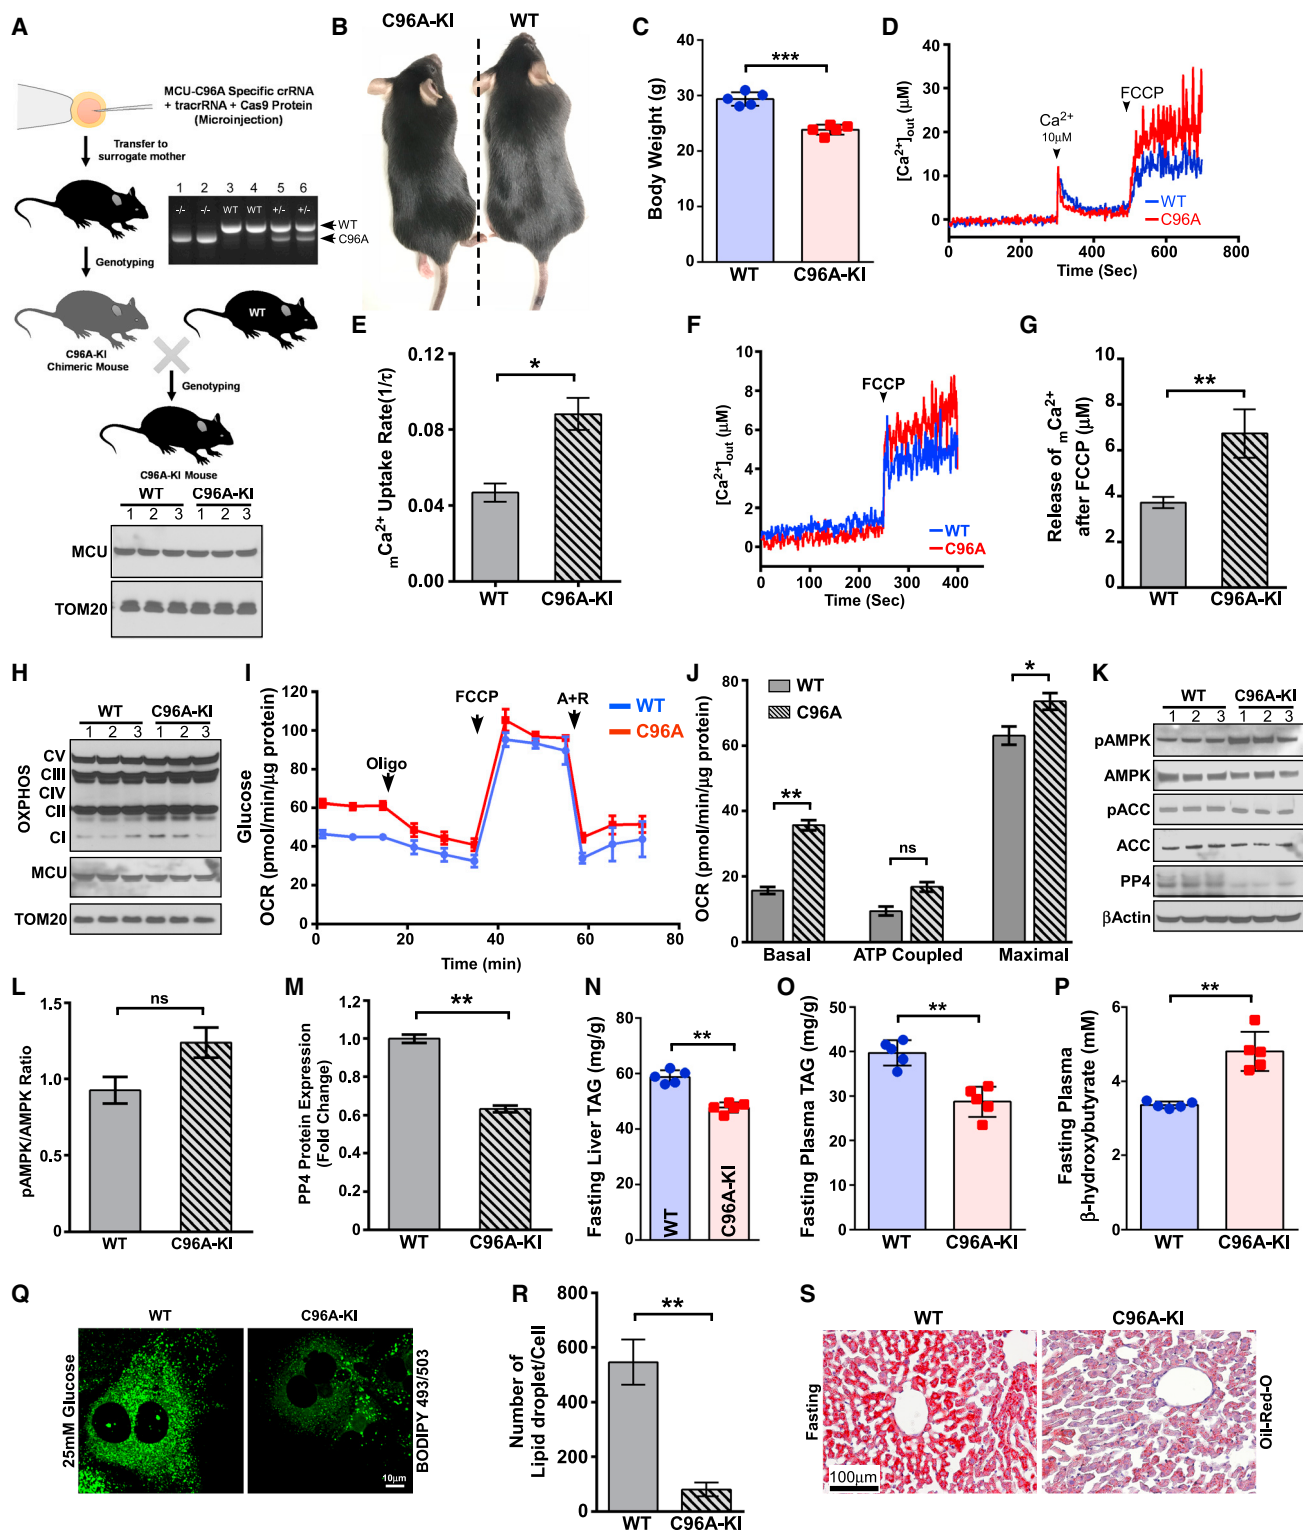 A
MCU-C96A Specific crRNA
+ tracrRNA + Cas9 Protein
(Microinjection)
Transfer to
surrogate mother
1 2 3 4 5 6
-/- -/- WT WT +/- +/-
WT
C96A
Genotyping
WT
C96A-KI
Chimeric Mouse
Genotyping
C96A-KI Mouse
WT C96A-KI
1 2 3 1 2 3
MCU
TOM20
B
C96A-KI WT
C
Body Weight (g)
40
30
20
10
0
***
WT C96A-KI
D
[Ca2+]out (μM)
40
30
20
10
0
Ca2+
10μM
FCCP
WT
C96A
0 200 400 600 800
Time (Sec)
E
mCa2+ Uptake Rate(1/τ)
0.12
0.08
0.04
0.00
*
WT C96A-KI
F
[Ca2+]out (μM)
10
8
6
4
2
0
FCCP
WT
C96A
0 100 200 300 400
Time (Sec)
G
Release of mCa2+
after FCCP (μM)
8
6
4
2
0
**
WT C96A-KI
H
WT C96A-KI
1 2 3 1 2 3
OXPHOS
CV
CIII
CIV
CII
CI
MCU
TOM20
I
Glucose
OCR (pmol/min/μg protein)
120
100
80
60
40
20
0
Oligo
FCCP
A+R
WT
C96A
0 20 40 60 80
Time (min)
J
OCR (pmol/min/μg protein)
80
60
40
20
0
WT
C96A
**
ns
*
Basal ATP Coupled Maximal
K
WT C96A-KI
1 2 3 1 2 3
pAMPK
AMPK
pACC
ACC
PP4
βActin
L
pAMPK/AMPK Ratio
1.5
1.0
0.5
0
ns
WT C96A-KI
M
PP4 Protein Expression
(Fold Change)
1.2
1.0
0.8
0.6
0.4
0.2
0
**
WT C96A-KI
N
Fasting Liver TAG (mg/g)
80
60
40
20
0
**
WT
C96A-KI
O
Fasting Plasma TAG (mg/g)
50
40
30
20
10
0
**
WT C96A-KI
P
Fasting Plasma
β-hydroxybutyrate (mM)
6
4
2
0
**
WT C96A-KI
Q
WT C96A-KI
25mM Glucose
BODIPY 493/503
10μm
R
Number of
Lipid droplet/Cell
800
600
400
200
0
**
WT C96A-KI
S
WT C96A-KI
Fasting
Oil-Red-O
100μm